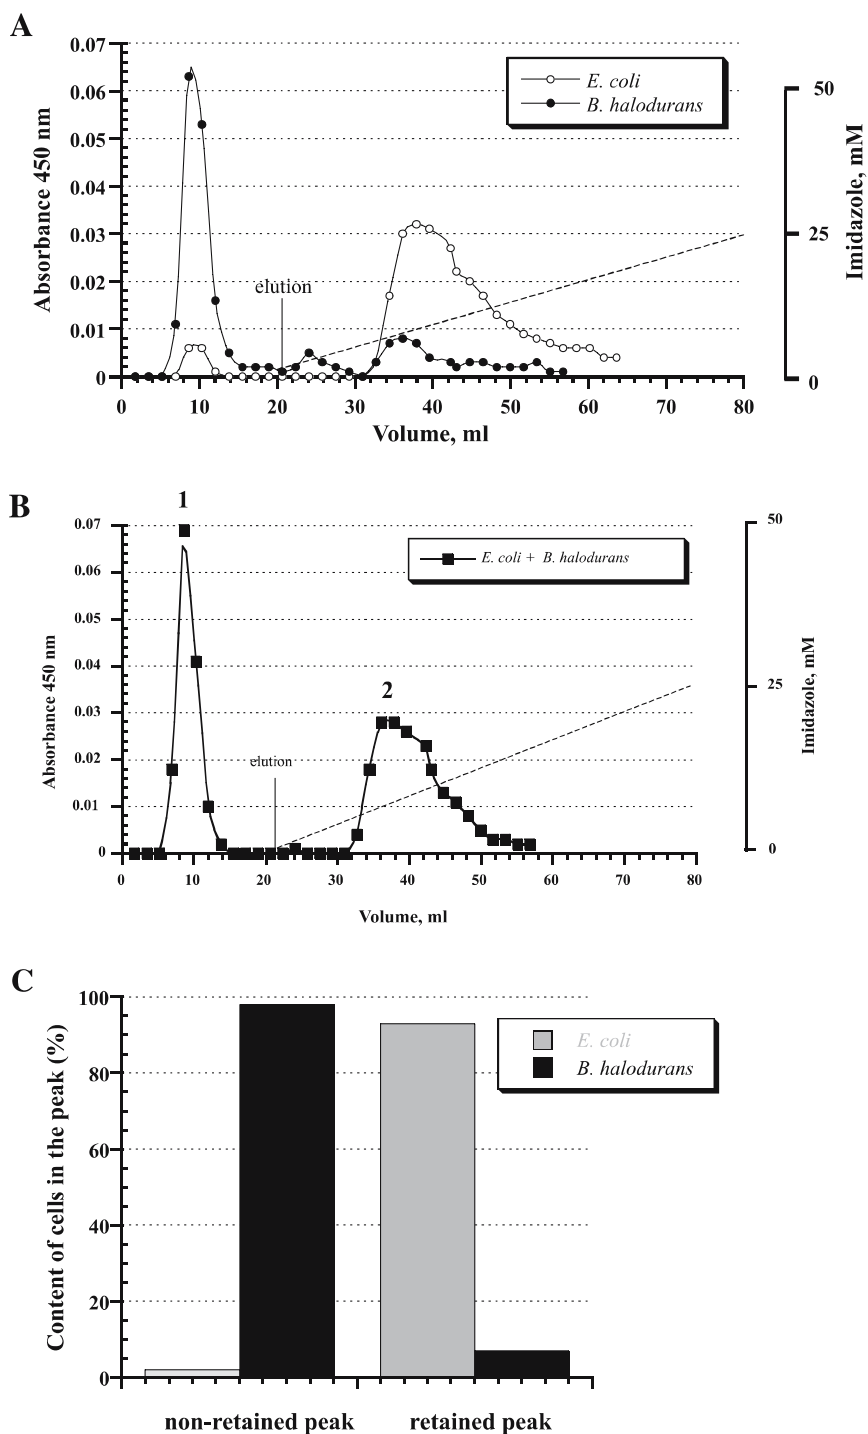 A
0.07
0.06
0.05
0.04
0.03
0.02
0.01
0
Absorbance 450 nm
E. coli
B. halodurans
elution
50
25
0
Imidazole, mM
0 10 20 30 40 50 60 70 80
Volume, ml
B
1
2
0.07
0.06
0.05
0.04
0.03
0.02
0.01
0
Absorbance 450 nm
E. coli + B. halodurans
elution
50
25
0
Imidazole, mM
0 10 20 30 40 50 60 70 80
Volume, ml
C
100
80
60
40
20
0
Content of cells in the peak (%)
E. coli
B. halodurans
non-retained peak retained peak